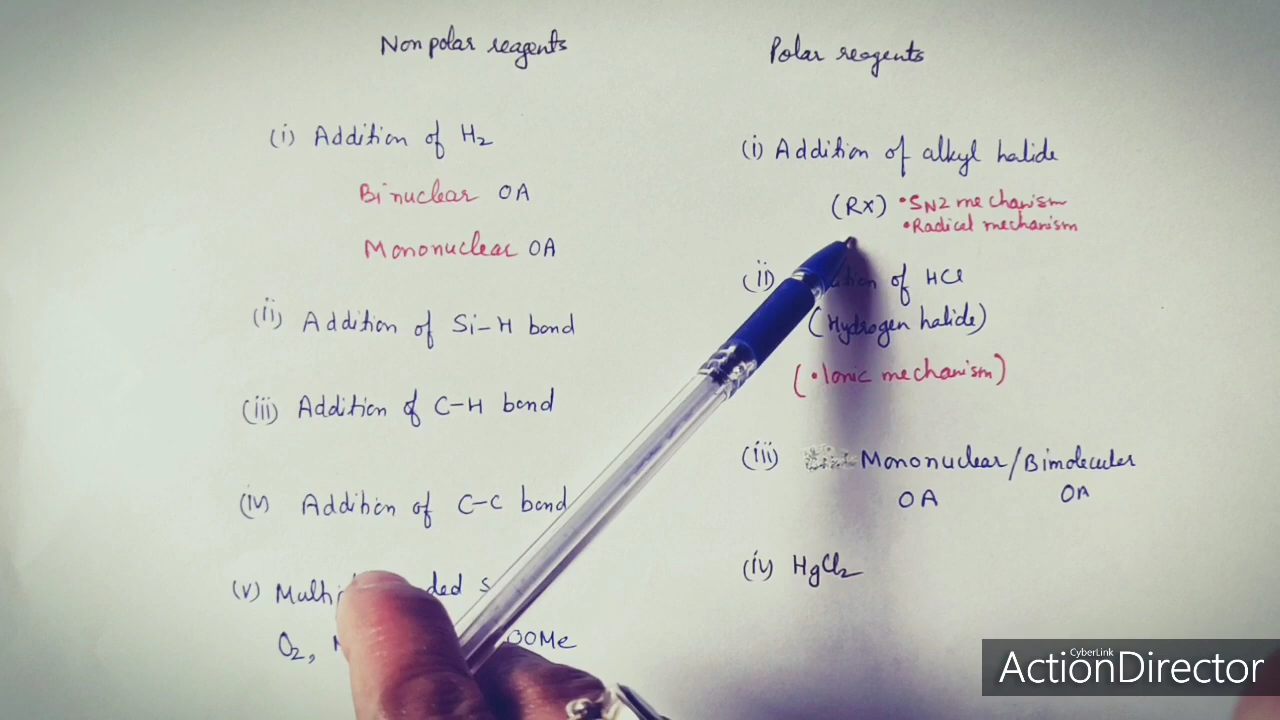 Nonpolar reagents
(i) Addition of H2
Binuclear OA
Mononuclear OA
(ii) Addition of Si-H bond
(iii) Addition of C-H bond
(iv) Addition of C-C bond
(v)
O2, OOMe
Polar reagents
(i) Addition of alkyl halide
(RX) • SN2 mechanism
• Radical mechanism
(ii) of HCl
(Hydrogen halide)
(• Ionic mechanism)
(iii) Mononuclear/Bimolecular
OA OA
(iv) HgCl2
CyberLink
ActionDirector